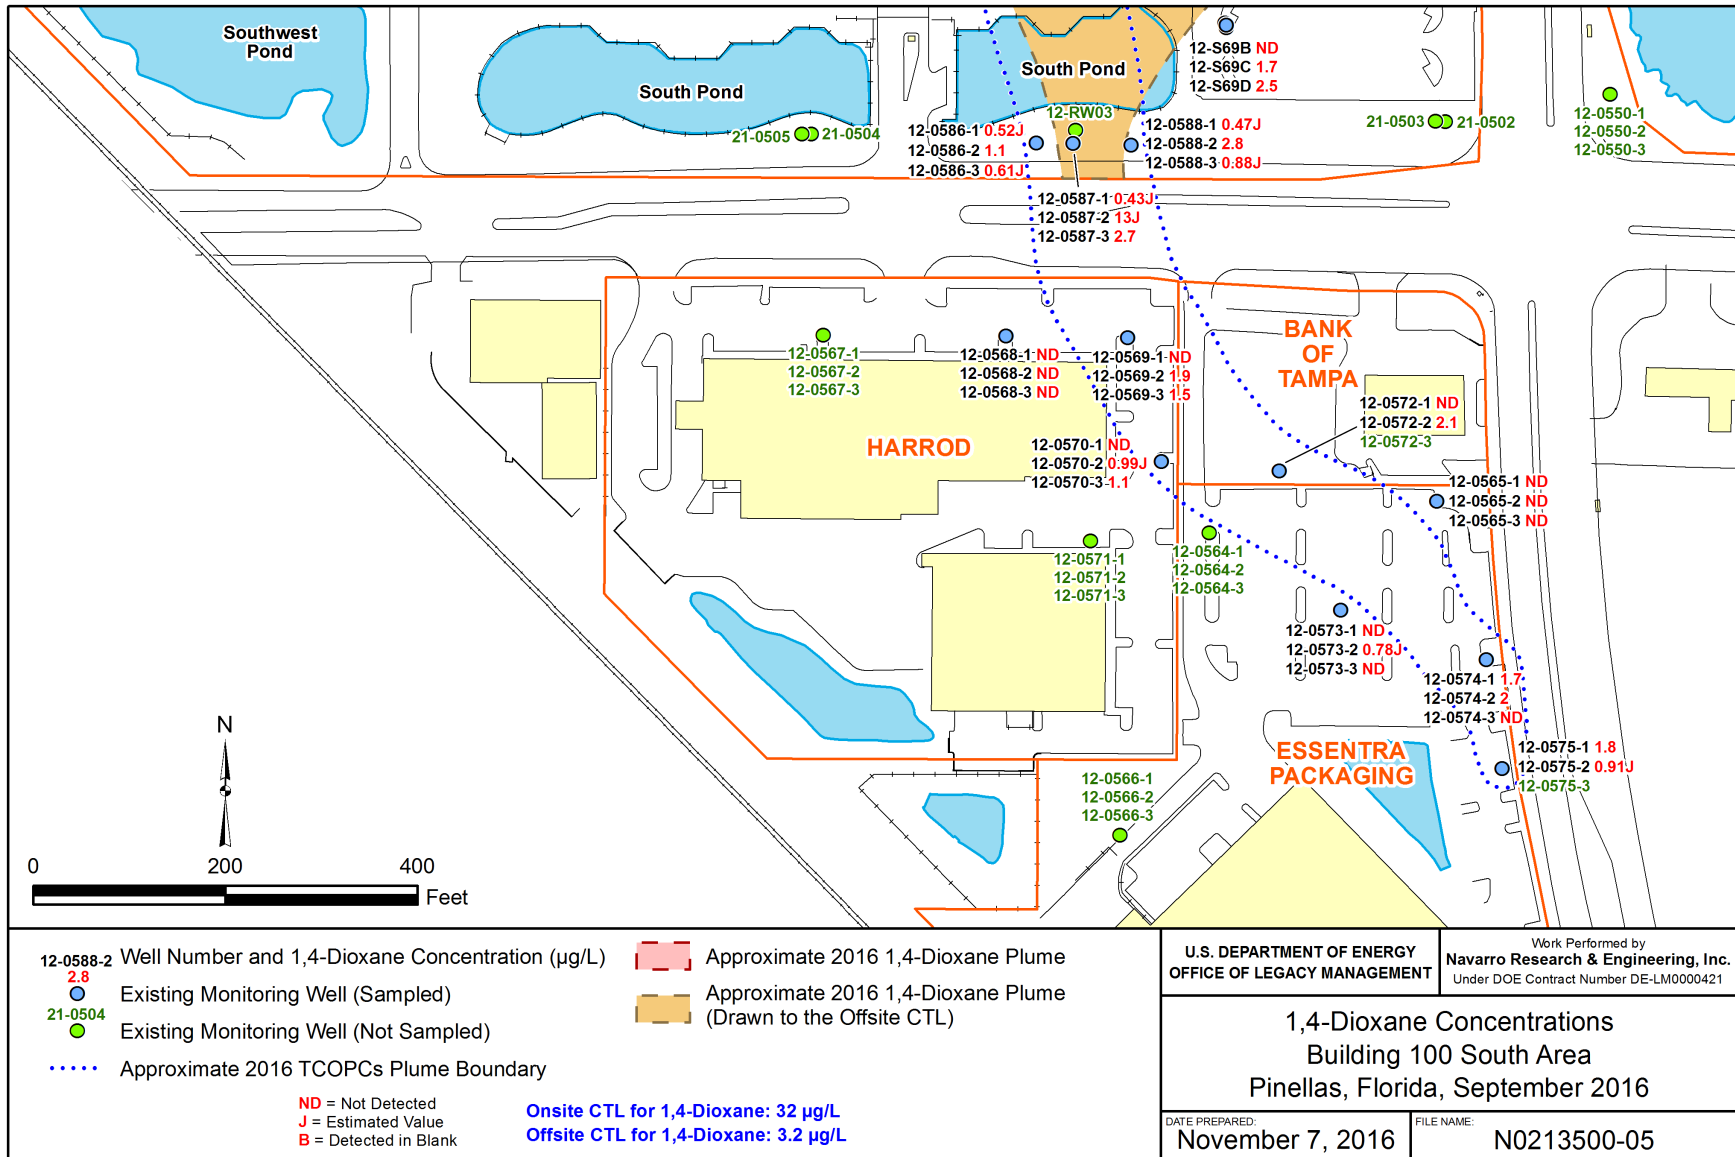 Southwest
Pond
South Pond
South Pond
12-S69B ND
12-S69C 1.7
12-S69D 2.5
21-0505
21-0504
12-RW03
12-0586-1 0.52J
12-0586-2 1.1
12-0586-3 0.61J
12-0588-1 0.47J
12-0588-2 2.8
12-0588-3 0.88J
21-0503
21-0502
12-0550-1
12-0550-2
12-0550-3
12-0587-1 0.43J
12-0587-2 13J
12-0587-3 2.7
BANK
OF
TAMPA
12-0567-1
12-0567-2
12-0567-3
12-0568-1 ND
12-0568-2 ND
12-0568-3 ND
12-0569-1 ND
12-0569-2 1.9
12-0569-3 1.5
12-0572-1 ND
12-0572-2 2.1
12-0572-3
HARROD
12-0570-1 ND
12-0570-2 0.99J
12-0570-3 1.1
12-0565-1 ND
12-0565-2 ND
12-0565-3 ND
12-0571-1
12-0571-2
12-0571-3
12-0564-1
12-0564-2
12-0564-3
12-0573-1 ND
12-0573-2 0.78J
12-0573-3 ND
12-0574-1 1.7
12-0574-2 2
12-0574-3 ND
N
ESSENTRA
PACKAGING
12-0575-1 1.8
12-0575-2 0.91J
12-0575-3
12-0566-1
12-0566-2
12-0566-3
0 200 400
Feet
12-0588-2
2.8
Well Number and 1,4-Dioxane Concentration (µg/L)
Existing Monitoring Well (Sampled)
21-0504
Existing Monitoring Well (Not Sampled)
Approximate 2016 TCOPCs Plume Boundary
Approximate 2016 1,4-Dioxane Plume
Approximate 2016 1,4-Dioxane Plume
(Drawn to the Offsite CTL)
ND = Not Detected
J = Estimated Value
B = Detected in Blank
Onsite CTL for 1,4-Dioxane: 32 µg/L
Offsite CTL for 1,4-Dioxane: 3.2 µg/L
U.S. DEPARTMENT OF ENERGY
OFFICE OF LEGACY MANAGEMENT
Work Performed by
Navarro Research & Engineering, Inc.
Under DOE Contract Number DE-LM0000421
1,4-Dioxane Concentrations
Building 100 South Area
Pinellas, Florida, September 2016
DATE PREPARED:
November 7, 2016
FILE NAME:
N0213500-05